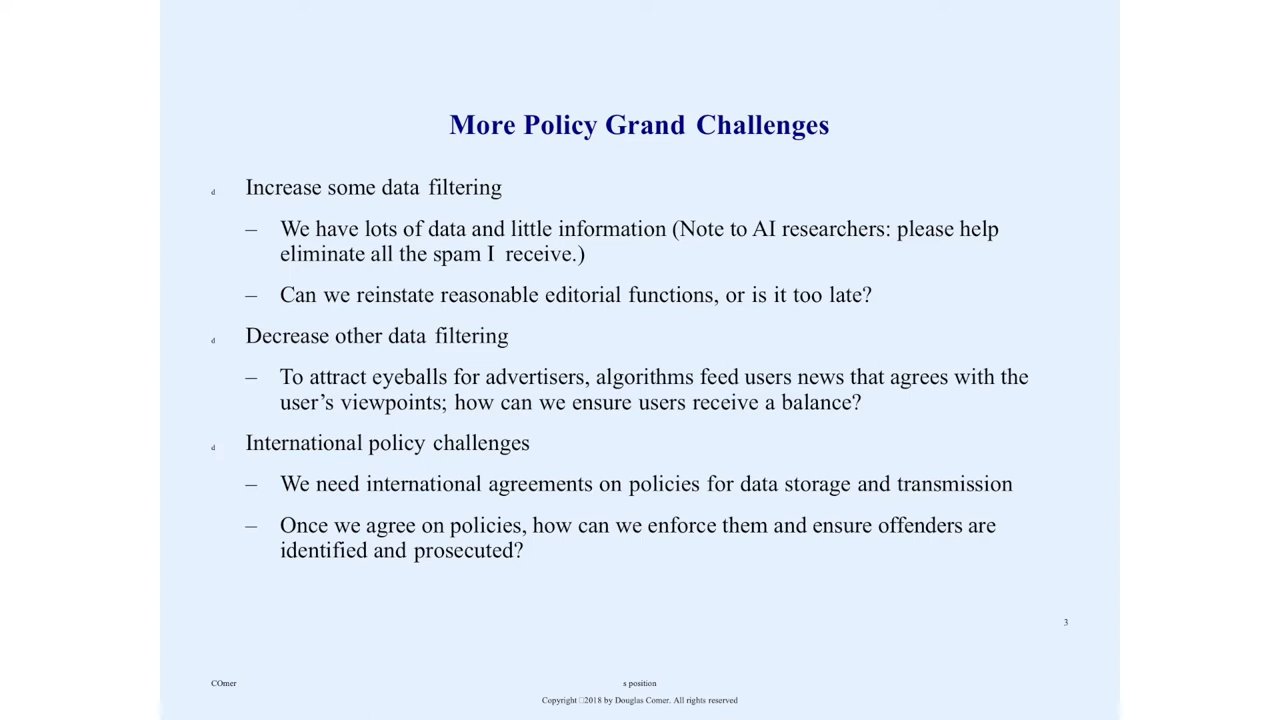 More Policy Grand Challenges
d Increase some data filtering
– We have lots of data and little information (Note to AI researchers: please help
eliminate all the spam I receive.)
– Can we reinstate reasonable editorial functions, or is it too late?
d Decrease other data filtering
– To attract eyeballs for advertisers, algorithms feed users news that agrees with the
user’s viewpoints; how can we ensure users receive a balance?
d International policy challenges
– We need international agreements on policies for data storage and transmission
– Once we agree on policies, how can we enforce them and ensure offenders are
identified and prosecuted?
3
COmer
s position
Copyright □2018 by Douglas Comer. All rights reserved